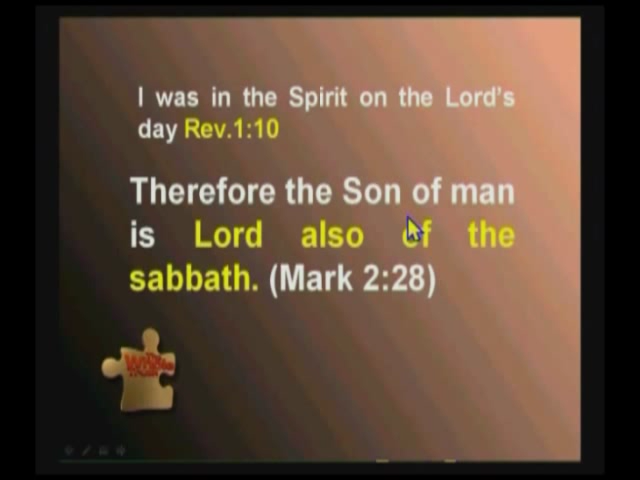 I was in the Spirit on the Lord's
day Rev.1:10
Therefore the Son of man
is Lord also of the
sabbath. (Mark 2:28)